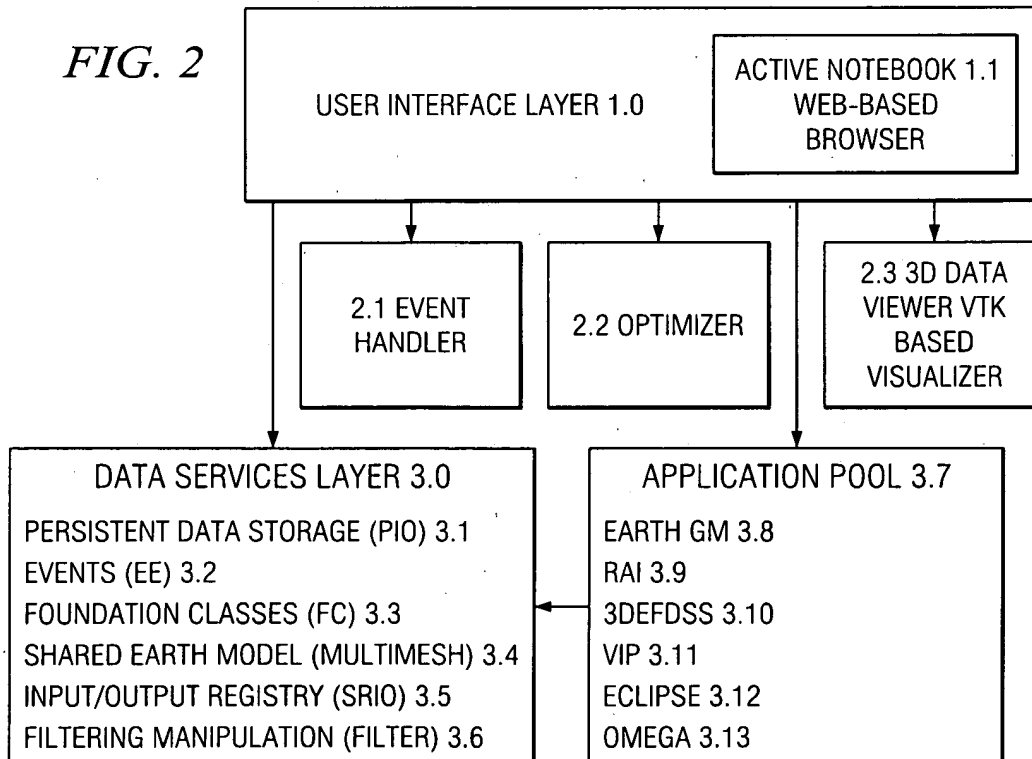 FIG. 2
USER INTERFACE LAYER 1.0
ACTIVE NOTEBOOK 1.1
WEB-BASED
BROWSER
2.1 EVENT
HANDLER
2.2 OPTIMIZER
2.3 3D DATA
VIEWER VTK
BASED
VISUALIZER
DATA SERVICES LAYER 3.0
PERSISTENT DATA STORAGE (PIO) 3.1
EVENTS (EE) 3.2
FOUNDATION CLASSES (FC) 3.3
SHARED EARTH MODEL (MULTIMESH) 3.4
INPUT/OUTPUT REGISTRY (SRIO) 3.5
FILTERING MANIPULATION (FILTER) 3.6
APPLICATION POOL 3.7
EARTH GM 3.8
RAI 3.9
3DEFDSS 3.10
VIP 3.11
ECLIPSE 3.12
OMEGA 3.13